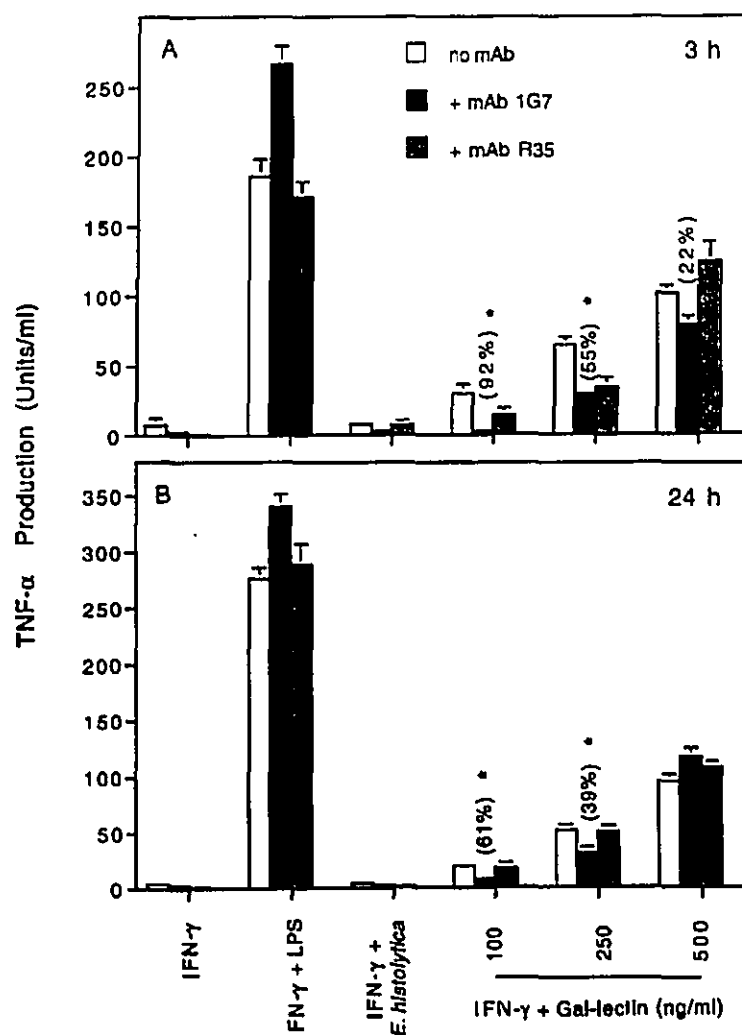 A
no mAb
3 h
+ mAb 1G7
+ mAb R35
250
200
150
100
50
0
(92%)
*
(55%)
*
(22%)
B
24 h
350
300
250
200
150
100
50
0
(61%)
*
(39%)
*
TNF-α Production (Units/ml)
IFN-γ
FN-γ + LPS
IFN-γ +
E. histolytica
100
250
500
IFN-γ + Gal-lectin (ng/ml)